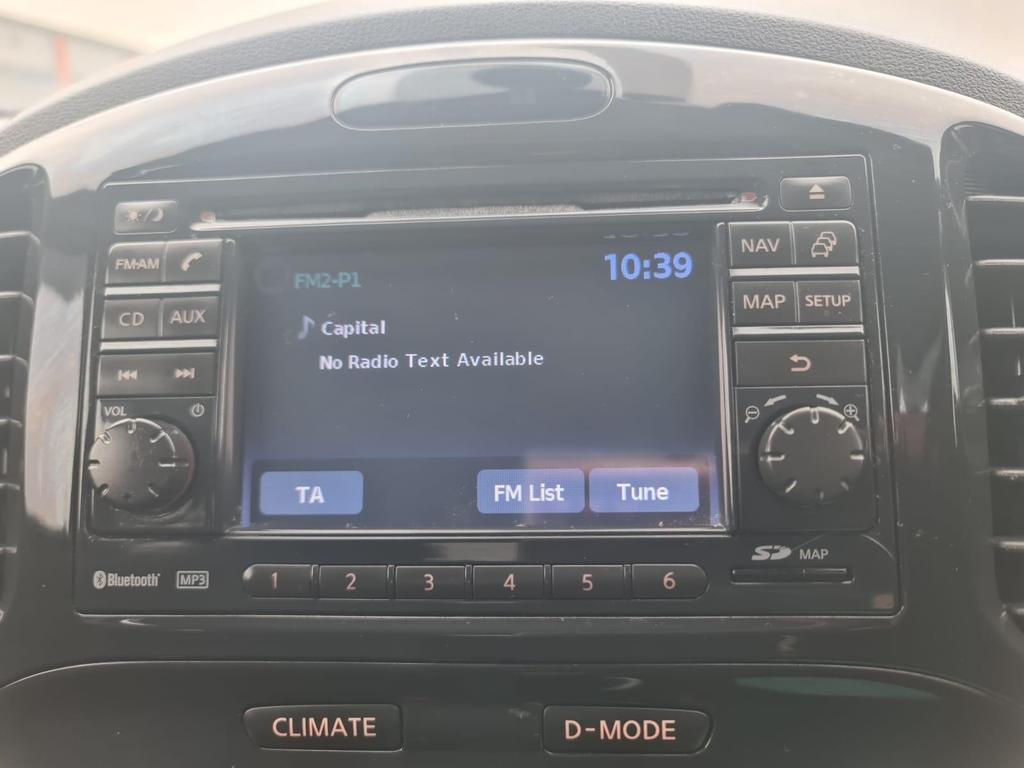 FM·AM
CD AUX
VOL
FM2-P1
10:39
Capital
No Radio Text Available
TA FM List Tune
NAV
MAP SETUP
Bluetooth MP3
1 2 3 4 5 6
SD MAP
CLIMATE D-MODE